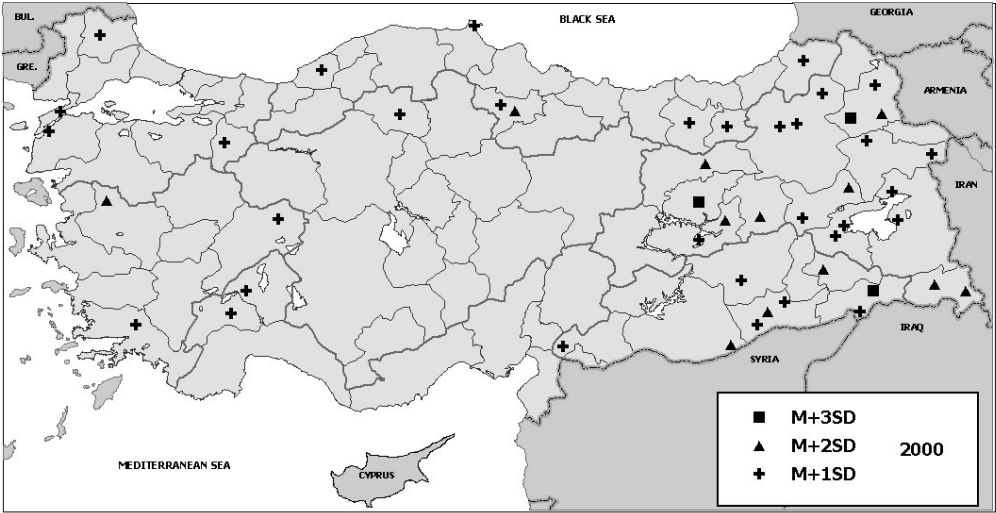 BUL.
BLACK SEA
GEORGIA
GRE.
ARMENIA
IRAN
IRAQ
SYRIA
MEDITERRANEAN SEA
CYPRUS
M+3SD
M+2SD
2000
M+1SD